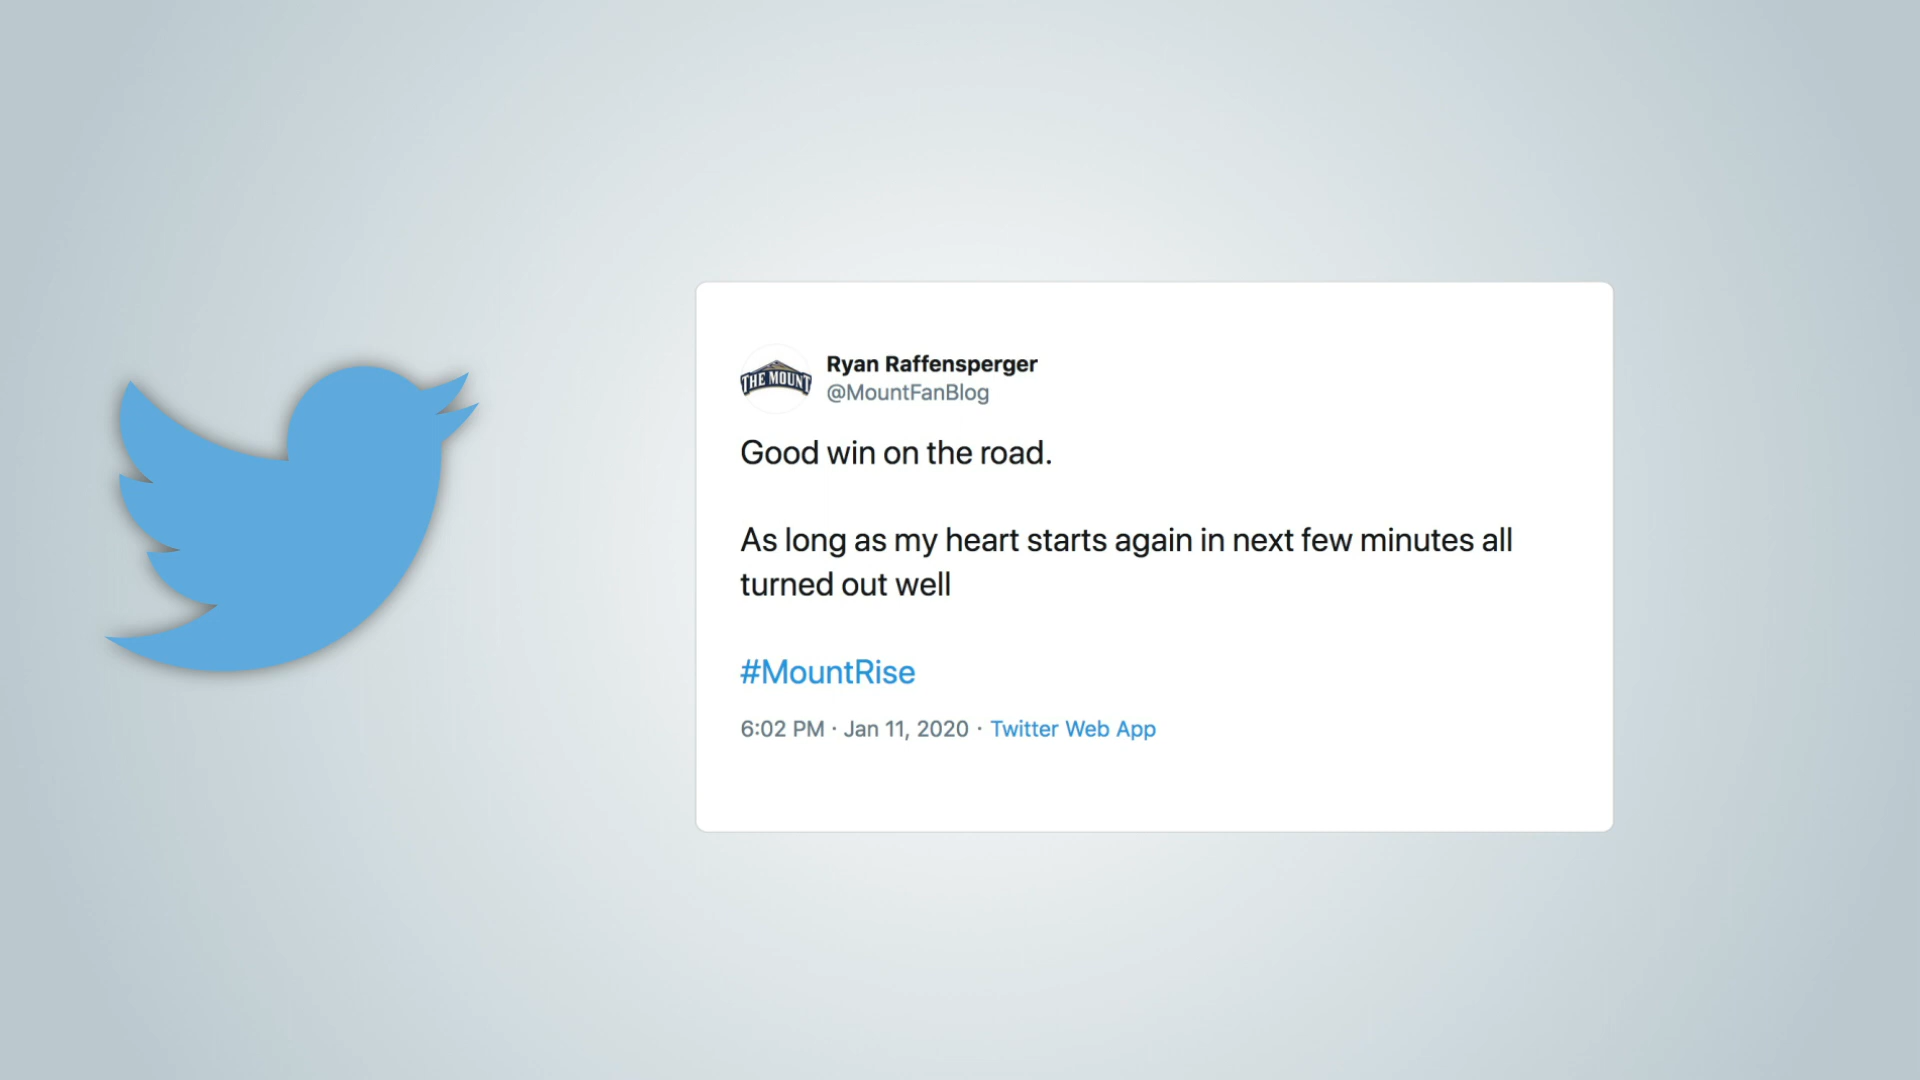 THE MOUNT
Ryan Raffensperger
@MountFanBlog
Good win on the road.
As long as my heart starts again in next few minutes all
turned out well
#MountRise
6:02 PM · Jan 11, 2020 · Twitter Web App